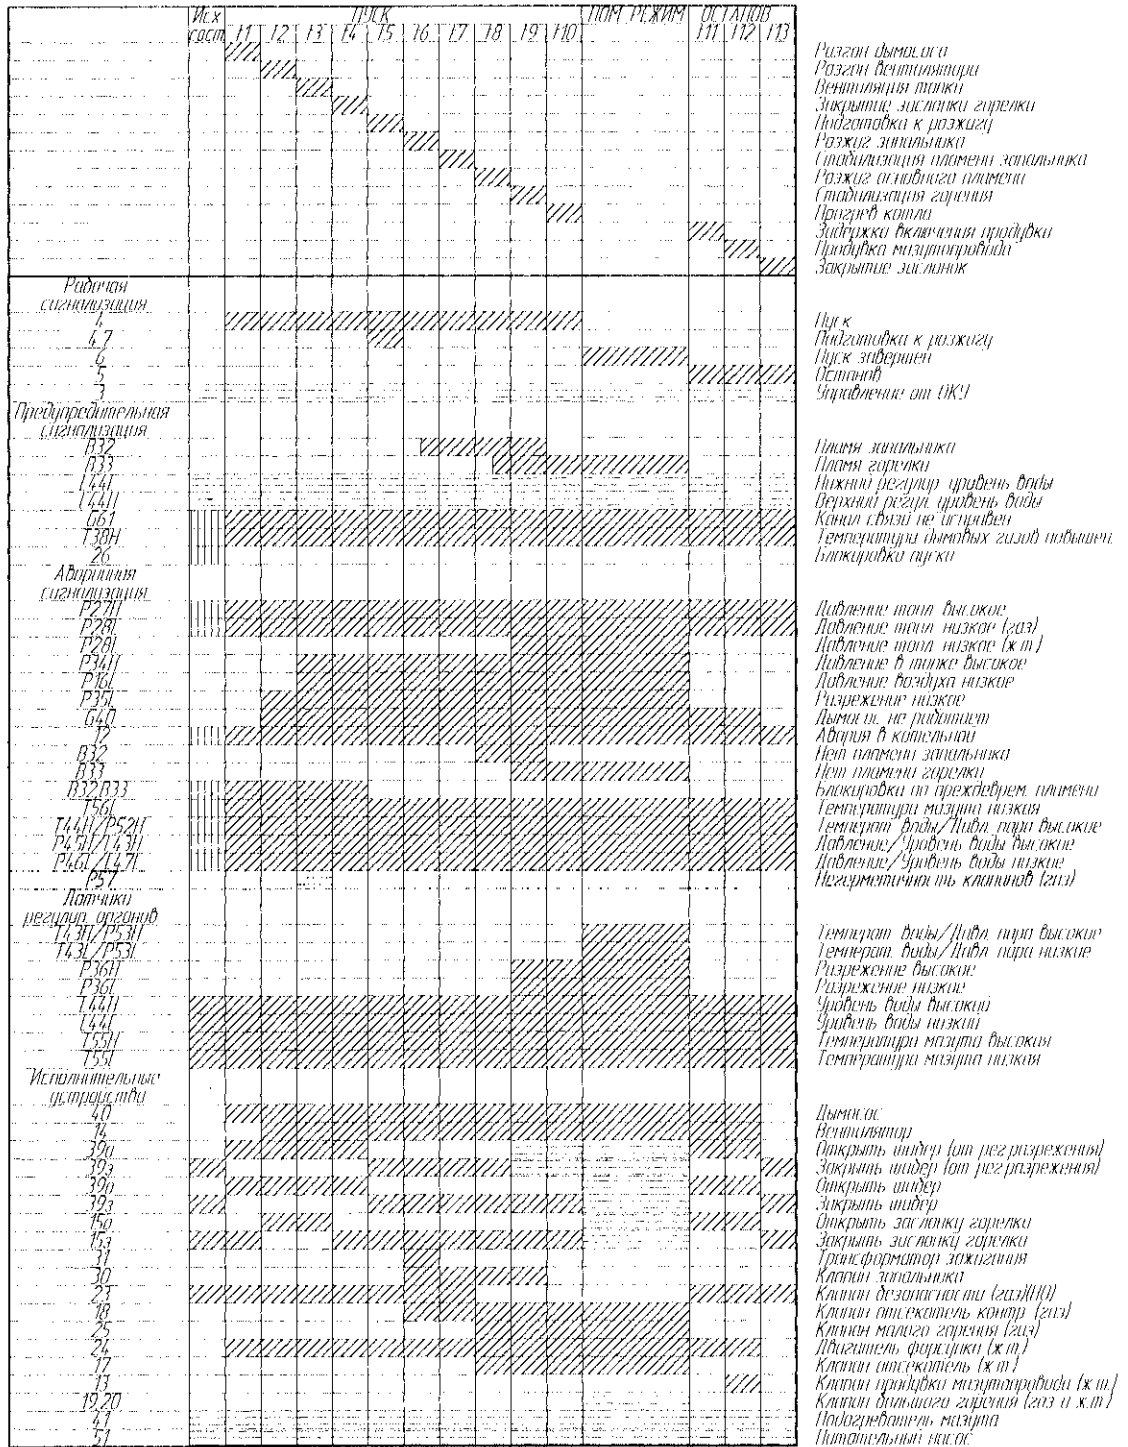 Исх сост. ПУСК НОМ. РЕЖИМ ОСТАНОВ
t1 t2 t3 t4 t5 t6 t7 t8 t9 t10 t11 t12 t13
Разгон дымососа
Разгон вентилятора
Вентиляция топки
Закрытие заслонки горелки
Подготовка к розжигу
Розжиг запальника
Стабилизация пламени запальника
Розжиг основного пламени
Стабилизация горения
Прогрев котла
Задержка включения продувки
Продувка мазутопровода
Закрытие заслонок
Рабочая
сигнализация
4 Пуск
4.7 Подготовка к розжигу
6 Пуск завершен
5 Останов
3 Управление от ОКУ
Предупредительная
сигнализация
B32 Пламя запальника
B33 Пламя горелки
L44L Нижний регулир. уровень воды
L44H Верхний регул. уровень воды
G61 Канал связи не исправен
T38H Температура дымовых газов повышен.
26 Блокировка пуска
Аварийная
сигнализация
P27H Давление топл. высокое
P28L Давление топл. низкое (газ)
P28L Давление топл. низкое (ж.т.)
P34H Давление в топке высокое
P16L Давление воздуха низкое
P35L Разрежение низкое
G40 Дымосос не работает
12 Авария в котельной
B32 Нет пламени запальника
B33 Нет пламени горелки
B32 B33 Блокировка по преждеврем. пламени
T56L Температура мазута низкая
T44H/P52H Температ. воды/Давл. пара высокие
P45H/L43H Давление/Уровень воды высокие
P46L/L47L Давление/Уровень воды низкие
P57 Негерметичность клапанов (газ)
Датчики
регулир. органов
T43H/P53H Температ. воды/Давл. пара высокие
T43L/P53L Температ. воды/Давл. пара низкие
P36H Разрежение высокое
P36L Разрежение низкое
L44H Уровень воды высокий
L44L Уровень воды низкий
T55H Температура мазута высокая
T55L Температура мазута низкая
Исполнительные
устройства
40 Дымосос
14 Вентилятор
39о Открыть шибер (от рег.разрежения)
39з Закрыть шибер (от рег.разрежения)
39о Открыть шибер
39з Закрыть шибер
15о Открыть заслонку горелки
15з Закрыть заслонку горелки
31 Трансформатор зажигания
30 Клапан запальника
23 Клапан безопасности (газ)(НО)
18 Клапан отсекатель контр. (газ)
25 Клапан малого горения (газ)
24 Двигатель форсунки (ж.т.)
17 Клапан отсекатель (ж.т.)
13 Клапан продувки мазутопровода (ж.т.)
19,20 Клапан большого горения (газ и ж.т.)
41 Подогреватель мазута
51 Питательный насос